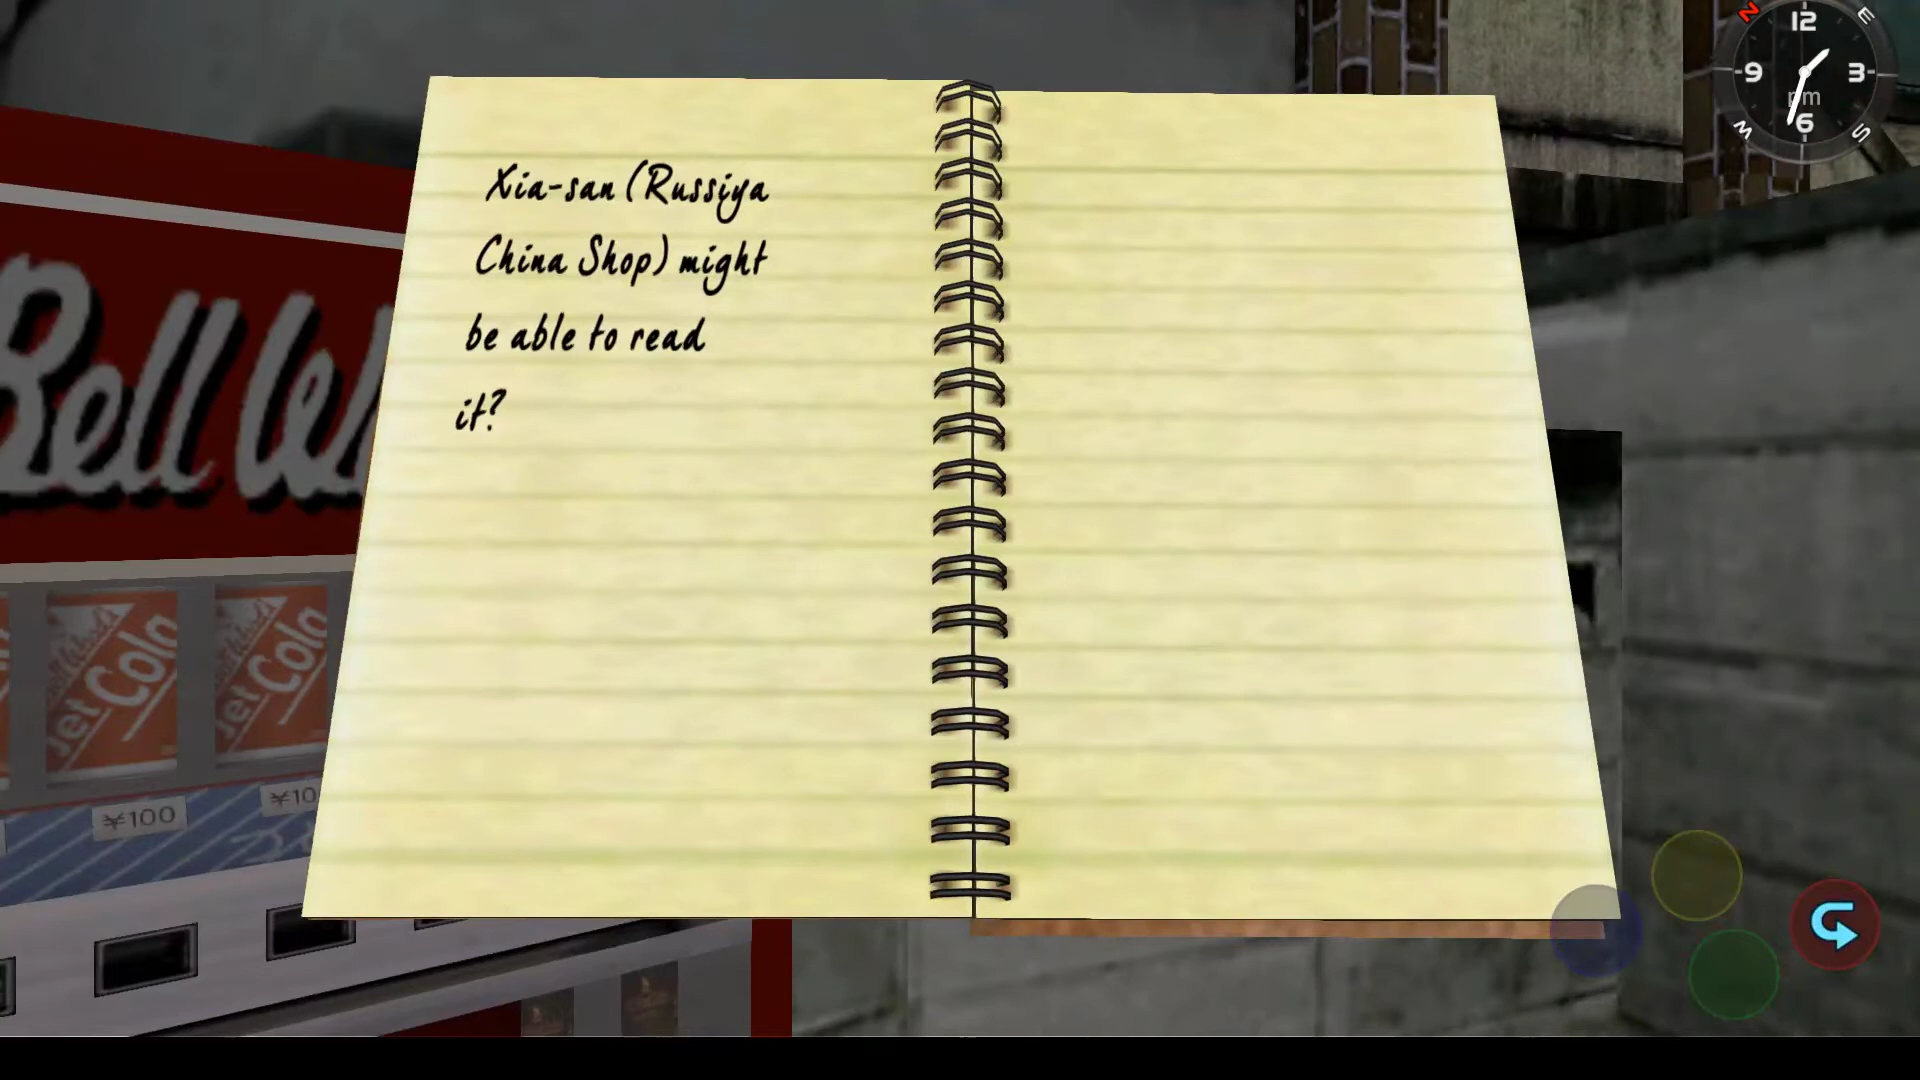 Xia-san (Russiya
China Shop) might
be able to read
it?
Bell W
Jet Cola
Jet Cola
¥100
¥10
N
E
S
W
12
3
6
9
pm